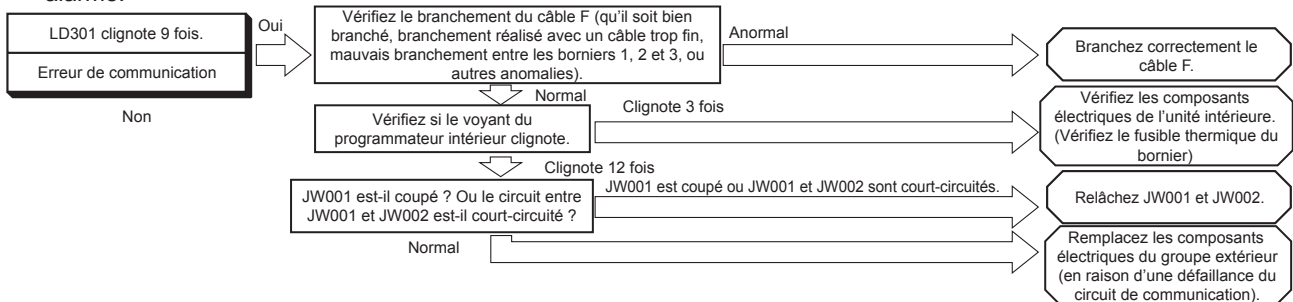 LD301 clignote 9 fois.
Erreur de communication
Non
Oui
Vérifiez le branchement du câble F (qu'il soit bien
branché, branchement réalisé avec un câble trop fin,
mauvais branchement entre les borniers 1, 2 et 3, ou
autres anomalies).
Anormal
Branchez correctement le
câble F.
Normal
Vérifiez si le voyant du
programmateur intérieur clignote.
Clignote 3 fois
Vérifiez les composants
électriques de l'unité intérieure.
(Vérifiez le fusible thermique du
bornier)
Clignote 12 fois
JW001 est-il coupé ? Ou le circuit entre
JW001 et JW002 est-il court-circuité ?
JW001 est coupé ou JW001 et JW002 sont court-circuités.
Relâchez JW001 et JW002.
Normal
Remplacez les composants
électriques du groupe extérieur
(en raison d'une défaillance du
circuit de communication).